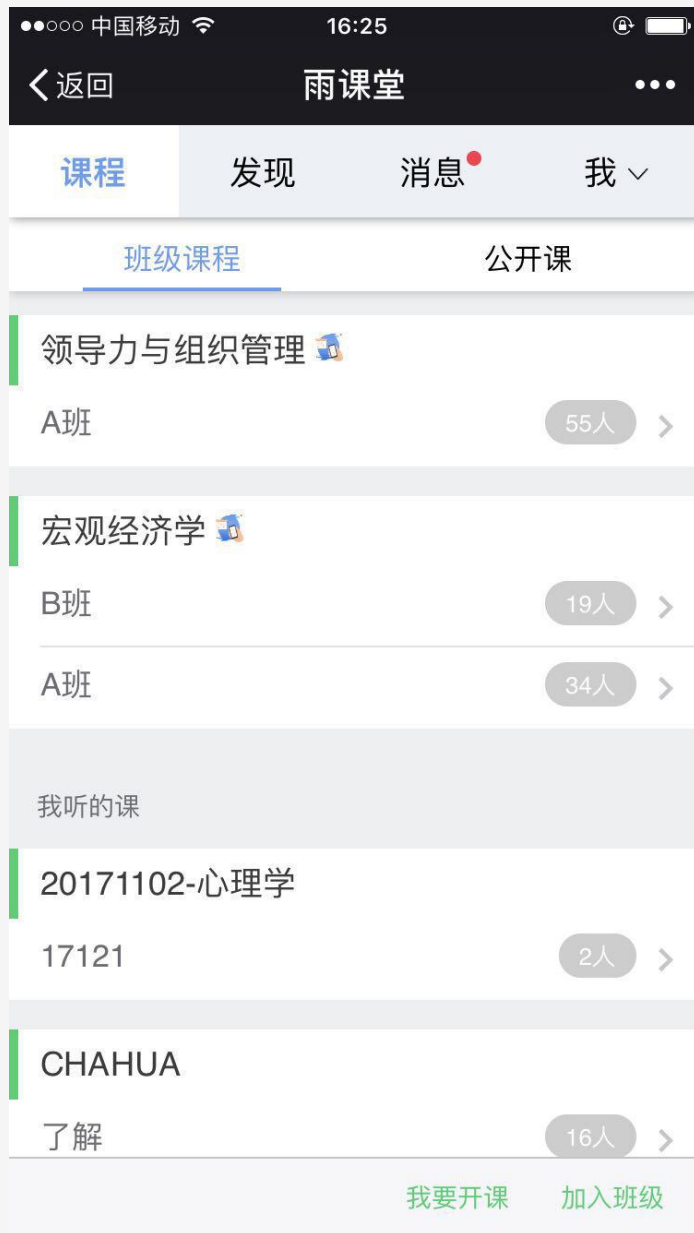 中国移动 16:25
返回 雨课堂
课程 发现 消息 我
班级课程 公开课
领导力与组织管理
A班 55人
宏观经济学
B班 19人
A班 34人
我听的课
20171102-心理学
17121 2人
CHAHUA
了解 16人
我要开课 加入班级